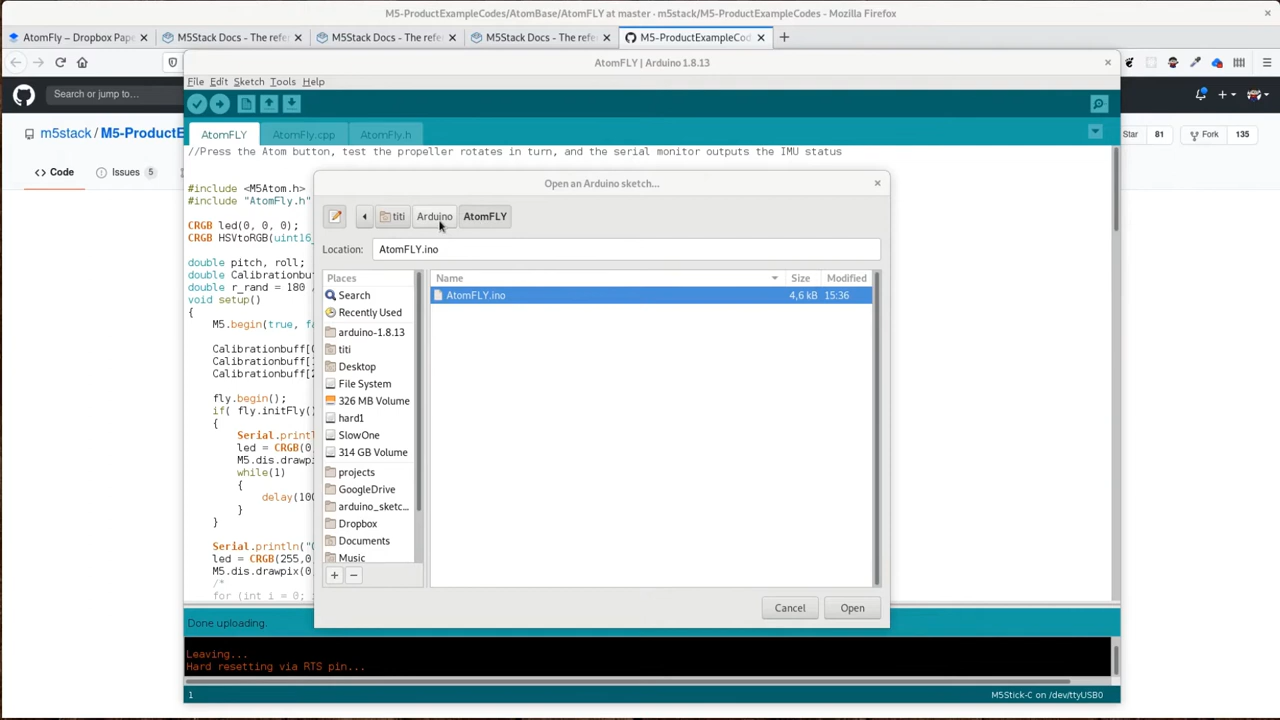 M5-ProductExampleCodes/AtomBase/AtomFLY at master · m5stack/M5-ProductExampleCodes - Mozilla Firefox
AtomFly – Dropbox Pape
M5Stack Docs - The refer
M5Stack Docs - The refer
M5Stack Docs - The refe
M5-ProductExampleCod
AtomFLY | Arduino 1.8.13
File Edit Sketch Tools Help
Search or jump to…
m5stack / M5-ProductE
Star 81
Fork 135
Code
Issues 5
AtomFLY
AtomFly.cpp
AtomFly.h
//Press the Atom button, test the propeller rotates in turn, and the serial monitor outputs the IMU status
#include <M5Atom.h>
#include "AtomFly.h"
CRGB led(0, 0, 0);
CRGB HSVtoRGB(uint16_
double pitch, roll;
double Calibrationbu
double r_rand = 180 /
void setup()
{
M5.begin(true, fa
Calibrationbuff[0
Calibrationbuff[1
Calibrationbuff[2
fly.begin();
if( fly.initFly()
{
Serial.printl
led = CRGB(0,
M5.dis.drawpi
while(1)
{
delay(100
}
}
Serial.println("O
led = CRGB(255,0
M5.dis.drawpix(0,
/*
for (int i = 0; i
Open an Arduino sketch...
titi
Arduino
AtomFLY
Location: AtomFLY.ino
Places
Search
Recently Used
arduino-1.8.13
titi
Desktop
File System
326 MB Volume
hard1
SlowOne
314 GB Volume
projects
GoogleDrive
arduino_sketc...
Dropbox
Documents
Music
Name Size Modified
AtomFLY.ino 4,6 kB 15:36
Cancel
Open
Done uploading.
Leaving...
Hard resetting via RTS pin...
1
M5Stick-C on /dev/ttyUSB0